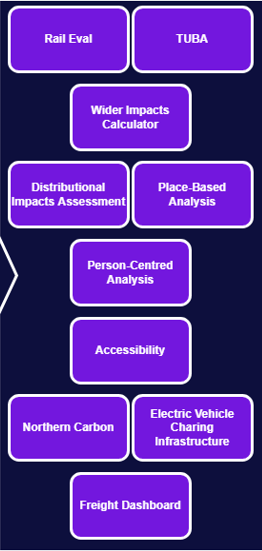 Rail Eval
TUBA
Wider Impacts
Calculator
Distributional
Impacts Assessment
Place-Based
Analysis
Person-Centred
Analysis
Accessibility
Northern Carbon
Electric Vehicle
Charing
Infrastructure
Freight Dashboard